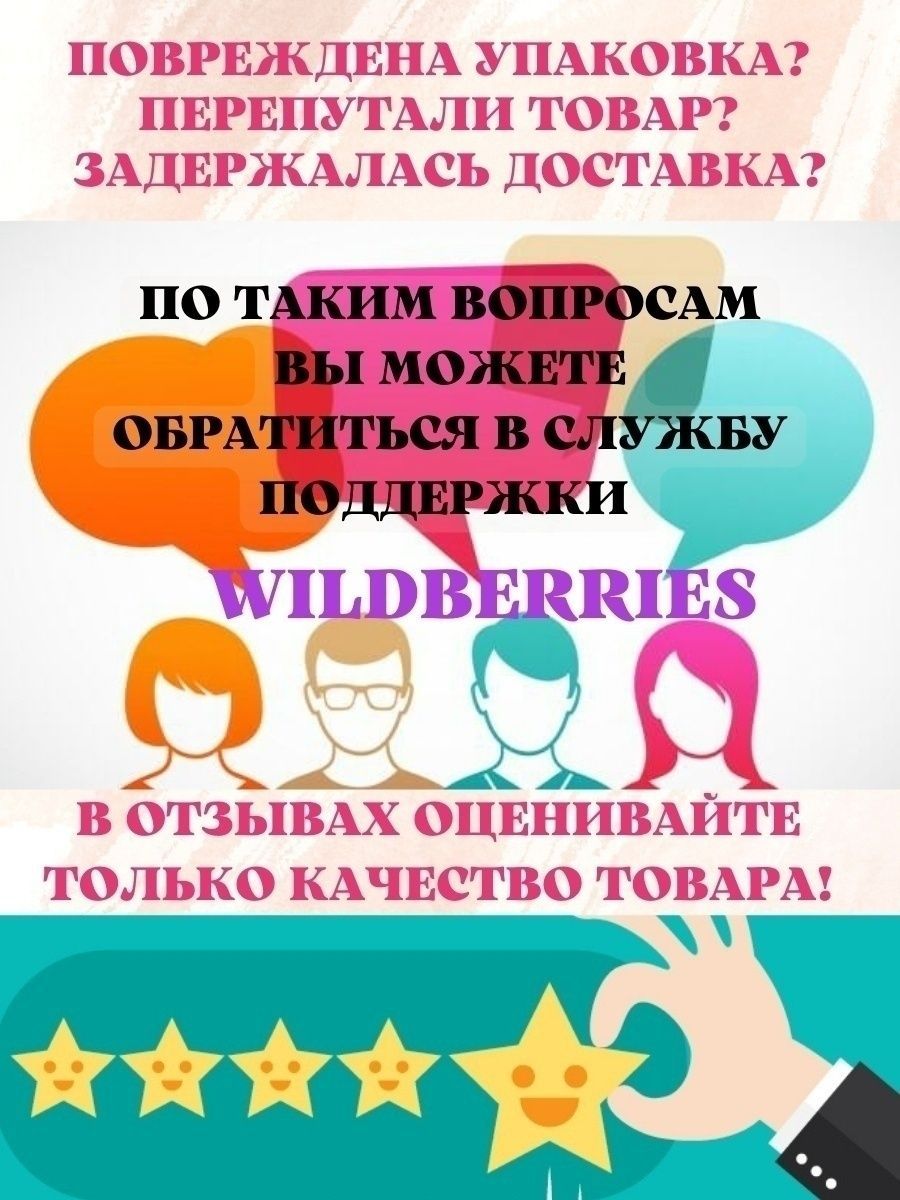 ПОВРЕЖДЕНА УПАКОВКА?
ПЕРЕПУТАЛИ ТОВАР?
ЗАДЕРЖАЛАСЬ ДОСТАВКА?
ПО ТАКИМ ВОПРОСАМ
ВЫ МОЖЕТЕ
ОБРАТИТЬСЯ В СЛУЖБУ
ПОДДЕРЖКИ
WILDBERRIES
В ОТЗЫВАХ ОЦЕНИВАЙТЕ
ТОЛЬКО КАЧЕСТВО ТОВАРА!